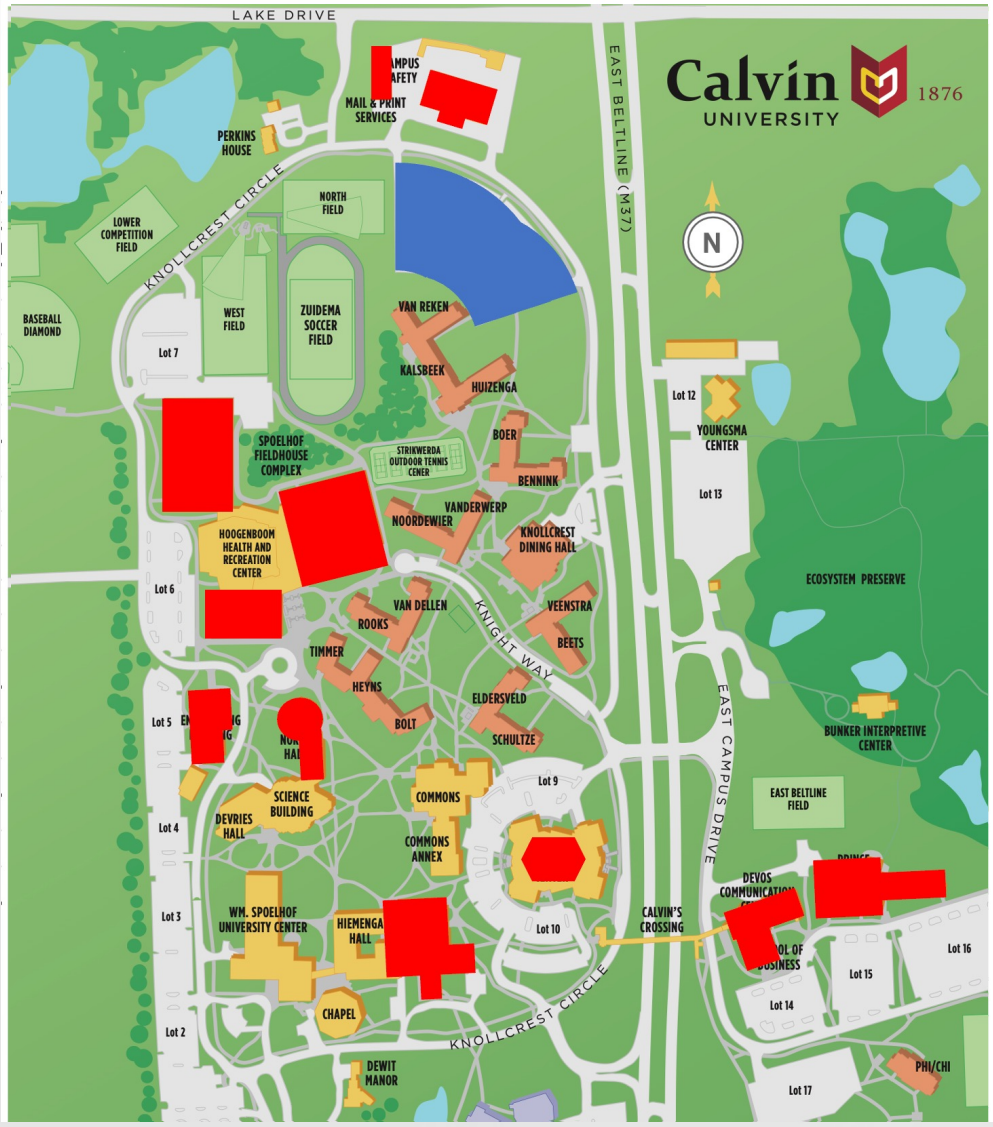 LAKE DRIVE
EAST BELTLINE (M37)
Calvin
UNIVERSITY
1876
MAIL & PRINT
SERVICES
PERKINS
HOUSE
KNOLLCREST CIRCLE
NORTH
FIELD
LOWER
COMPETITION
FIELD
N
BASEBALL
DIAMOND
WEST
FIELD
ZUIDEMA
SOCCER
FIELD
VAN REKEN
Lot 7
KALSBEEK
HUIZENGA
Lot 12
YOUNGSMA
CENTER
BOER
SPOELHOF
FIELDHOUSE
COMPLEX
STRIKWERDA
OUTDOOR TENNIS
CENER
BENNINK
Lot 13
VANDERWERP
NOORDEWIER
KNOLLCREST
DINING HALL
HOOGENBOOM
HEALTH AND
RECREATION
CENTER
ECOSYSTEM PRESERVE
Lot 6
VAN DELLEN
ROOKS
KNIGHT WAY
VEENSTRA
BEETS
TIMMER
HEYNS
BOLT
ELDERSVELD
SCHULTZE
EAST CAMPUS DRIVE
Lot 5
BUNKER INTERPRETIVE
CENTER
Lot 9
COMMONS
SCIENCE
BUILDING
DEVRIES
HALL
EAST BELTLINE
FIELD
Lot 4
COMMONS
ANNEX
DEVOS
COMMUNICATION
Lot 3
WM. SPOELHOF
UNIVERSITY CENTER
HIEMENGA
HALL
Lot 10
CALVIN'S
CROSSING
OL OF
BUSINESS
Lot 16
Lot 15
Lot 14
CHAPEL
KNOLLCREST CIRCLE
Lot 2
DEWIT
MANOR
PHI/CHI
Lot 17